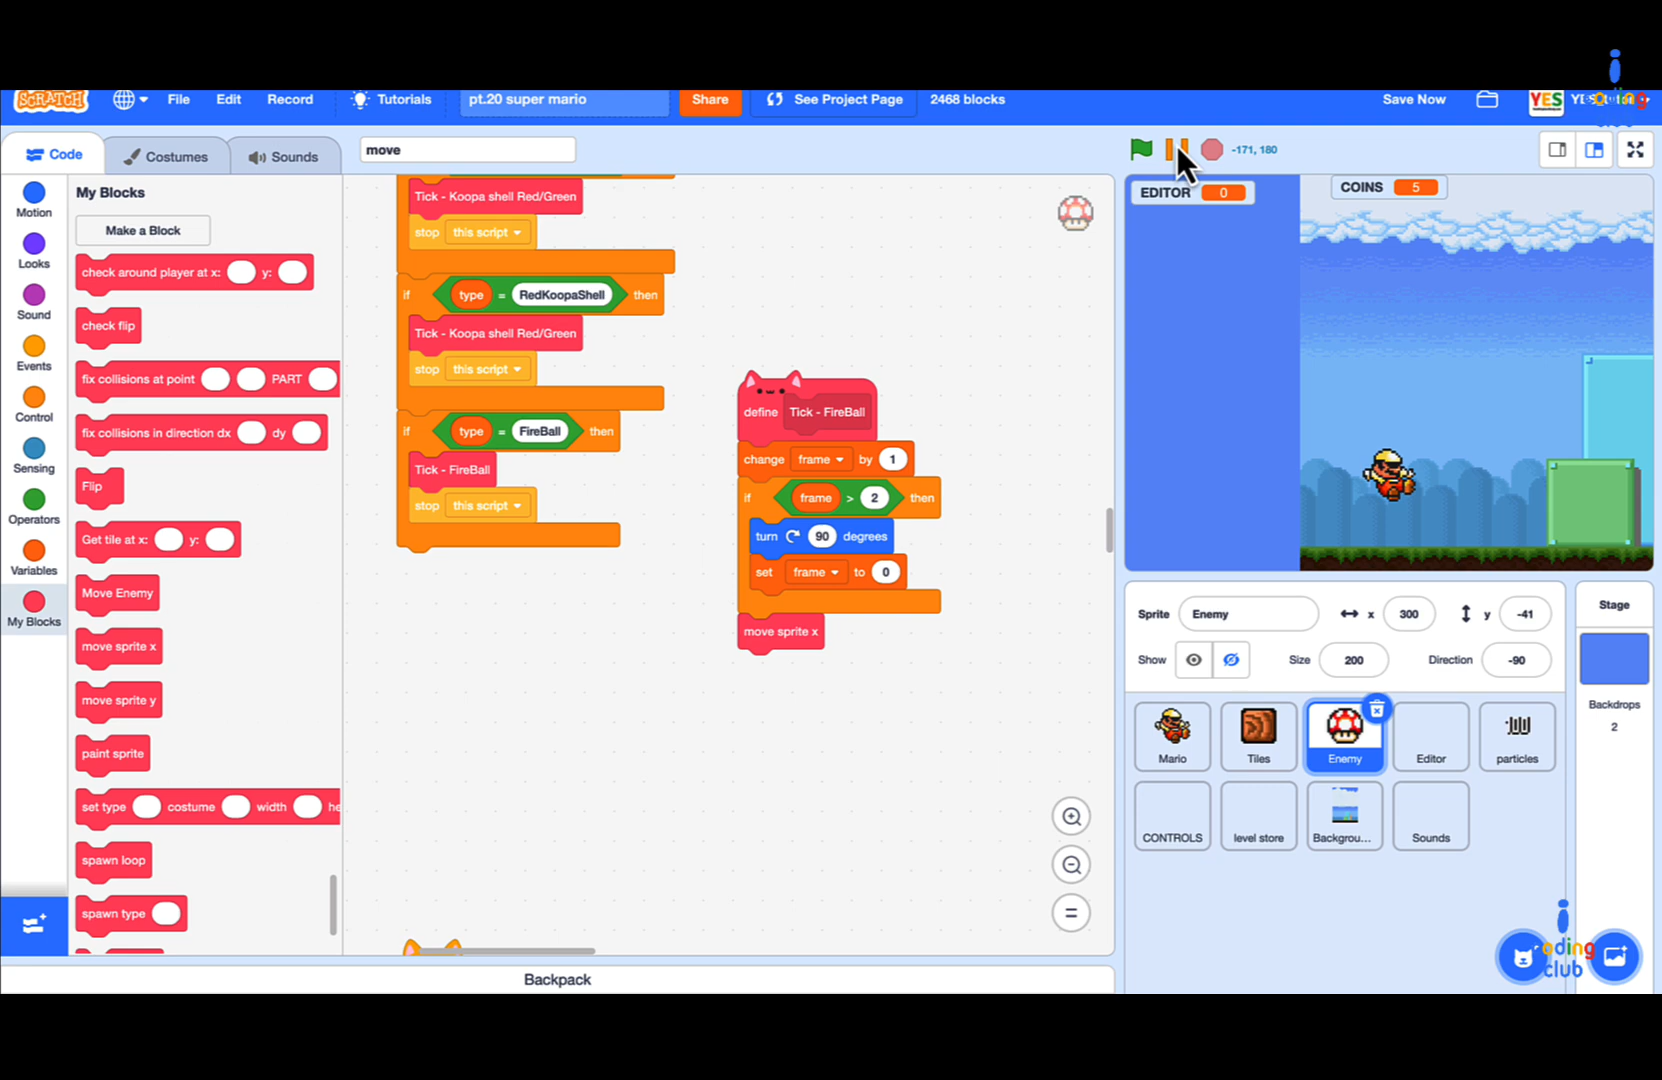 SCRATCH
File
Edit
Record
Tutorials
pt.20 super mario
Share
See Project Page
2468 blocks
Save Now
YES
Code
Costumes
Sounds
move
-171, 180
Motion
Looks
Sound
Events
Control
Sensing
Operators
Variables
My Blocks
My Blocks
Make a Block
check around player at x: y:
check flip
fix collisions at point PART
fix collisions in direction dx dy
Flip
Get tile at x: y:
Move Enemy
move sprite x
move sprite y
paint sprite
set type costume width he
spawn loop
spawn type
Tick - Koopa shell Red/Green
stop this script
if type = RedKoopaShell then
Tick - Koopa shell Red/Green
stop this script
if type = FireBall then
Tick - FireBall
stop this script
define Tick - FireBall
change frame by 1
if frame > 2 then
turn 90 degrees
set frame to 0
move sprite x
EDITOR 0
COINS 5
Sprite Enemy x 300 y -41
Show Size 200 Direction -90
Mario
Tiles
Enemy
Editor
particles
CONTROLS
level store
Backgrou...
Sounds
Stage
Backdrops
2
Backpack
oding
club